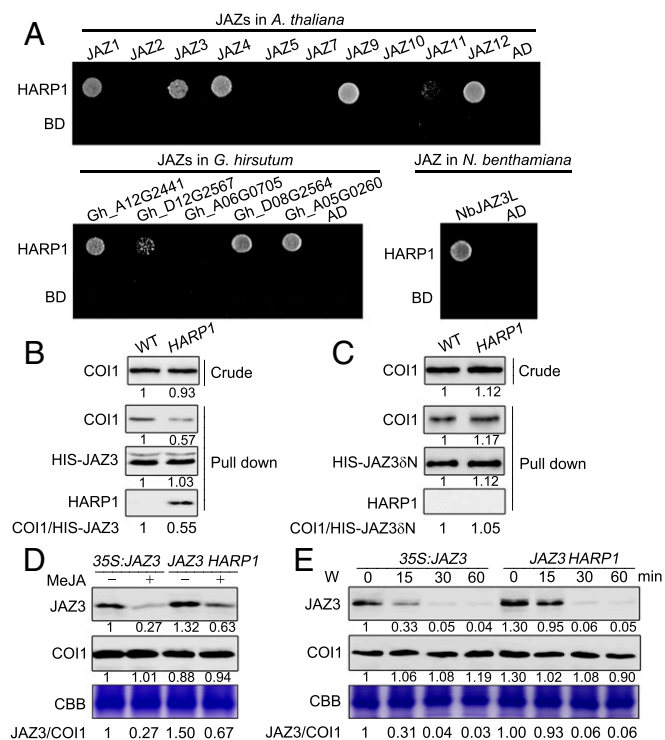 A
JAZs in A. thaliana
JAZ1 JAZ2 JAZ3 JAZ4 JAZ5 JAZ7 JAZ9 JAZ10 JAZ11 JAZ12 AD
HARP1
BD
JAZs in G. hirsutum
Gh_A12G2441 Gh_D12G2567 Gh_A06G0705 Gh_D08G2564 Gh_A05G0260 AD
HARP1
BD
JAZ in N. benthamiana
NbJAZ3L AD
HARP1
BD
B
WT HARP1
COI1 Crude
1 0.93
COI1
1 0.57
HIS-JAZ3 Pull down
1 1.03
HARP1
COI1/HIS-JAZ3 1 0.55
C
WT HARP1
COI1 Crude
1 1.12
COI1
1 1.17
HIS-JAZ3δN Pull down
1 1.12
HARP1
COI1/HIS-JAZ3δN 1 1.05
D
35S:JAZ3 JAZ3 HARP1
MeJA − + − +
JAZ3
1 0.27 1.32 0.63
COI1
1 1.01 0.88 0.94
CBB
JAZ3/COI1 1 0.27 1.50 0.67
E
35S:JAZ3 JAZ3 HARP1
W 0 15 30 60 0 15 30 60 min
JAZ3
1 0.33 0.05 0.04 1.30 0.95 0.06 0.05
COI1
1 1.06 1.08 1.19 1.30 1.02 1.08 0.90
CBB
JAZ3/COI1 1 0.31 0.04 0.03 1.00 0.93 0.06 0.06